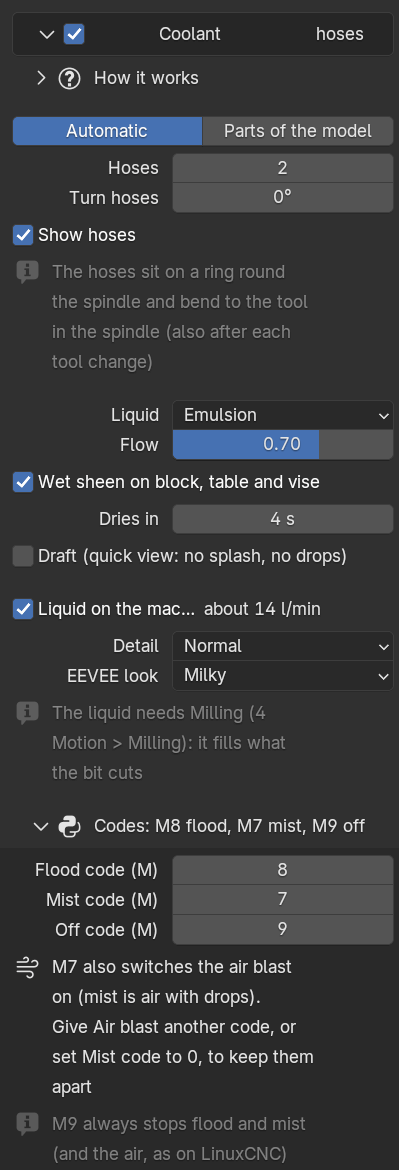 Coolant hoses
How it works
Automatic Parts of the model
Hoses 2
Turn hoses 0°
Show hoses
The hoses sit on a ring round
the spindle and bend to the tool
in the spindle (also after each
tool change)
Liquid Emulsion
Flow 0.70
Wet sheen on block, table and vise
Dries in 4 s
Draft (quick view: no splash, no drops)
Liquid on the mac... about 14 l/min
Detail Normal
EEVEE look Milky
The liquid needs Milling (4
Motion > Milling): it fills what
the bit cuts
Codes: M8 flood, M7 mist, M9 off
Flood code (M) 8
Mist code (M) 7
Off code (M) 9
M7 also switches the air blast
on (mist is air with drops).
Give Air blast another code, or
set Mist code to 0, to keep them
apart
M9 always stops flood and mist
(and the air, as on LinuxCNC)